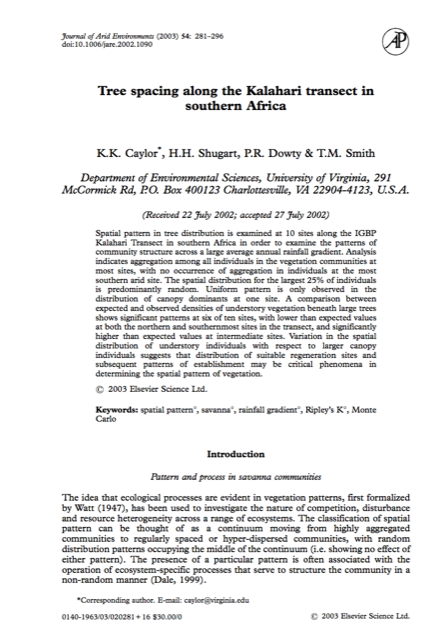 Journal of Arid Environments (2003) 54: 281–296
doi:10.1006/jare.2002.1090
AP
Tree spacing along the Kalahari transect in
southern Africa
K.K. Caylor*, H.H. Shugart, P.R. Dowty & T.M. Smith
Department of Environmental Sciences, University of Virginia, 291
McCormick Rd, P.O. Box 400123 Charlottesville, VA 22904-4123, U.S.A.
(Received 22 July 2002; accepted 27 July 2002)
Spatial pattern in tree distribution is examined at 10 sites along the IGBP
Kalahari Transect in southern Africa in order to examine the patterns of
community structure across a large average annual rainfall gradient. Analysis
indicates aggregation among all individuals in the vegetation communities at
most sites, with no occurrence of aggregation in individuals at the most
southern arid site. The spatial distribution for the largest 25% of individuals
is predominantly random. Uniform pattern is only observed in the
distribution of canopy dominants at one site. A comparison between
expected and observed densities of understory vegetation beneath large trees
shows significant patterns at six of ten sites, with lower than expected values
at both the northern and southernmost sites in the transect, and significantly
higher than expected values at intermediate sites. Variation in the spatial
distribution of understory individuals with respect to larger canopy
individuals suggests that distribution of suitable regeneration sites and
subsequent patterns of establishment may be critical phenomena in
determining the spatial pattern of vegetation.
© 2003 Elsevier Science Ltd.
Keywords: spatial pattern; savanna; rainfall gradient; Ripley's K; Monte
Carlo
Introduction
Pattern and process in savanna communities
The idea that ecological processes are evident in vegetation patterns, first formalized
by Watt (1947), has been used to investigate the nature of competition, disturbance
and resource heterogeneity across a range of ecosystems. The classification of spatial
pattern can be thought of as a continuum moving from highly aggregated
communities to regularly spaced or hyper-dispersed communities, with random
distribution patterns occupying the middle of the continuum (i.e. showing no effect of
either pattern). The presence of a particular pattern is often associated with the
operation of ecosystem-specific processes that serve to structure the community in a
non-random manner (Dale, 1999).
*Corresponding author. E-mail: caylor@virginia.edu
0140-1963/03/020281 + 16 $30.00/0
© 2003 Elsevier Science Ltd.